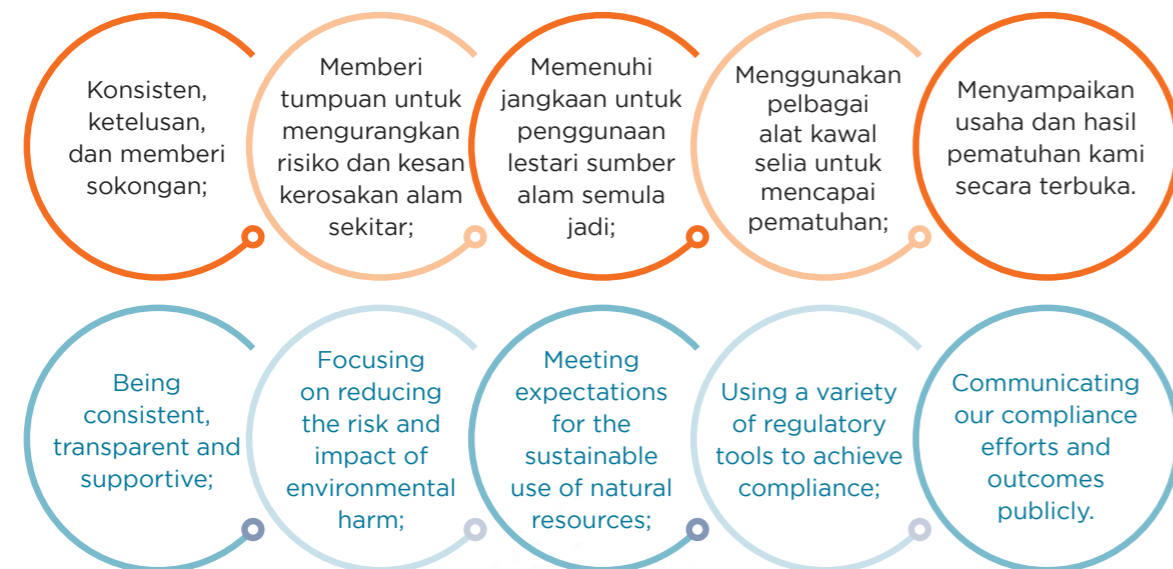 Konsisten,
ketelusan,
dan memberi
sokongan;
Memberi
tumpuan untuk
mengurangkan
risiko dan kesan
kerosakan alam
sekitar;
Memenuhi
jangkaan untuk
penggunaan
lestari sumber
alam semula
jadi;
Menggunakan
pelbagai
alat kawal
selia untuk
mencapai
pematuhan;
Menyampaikan
usaha dan hasil
pematuhan kami
secara terbuka.
Being
consistent,
transparent and
supportive;
Focusing
on reducing
the risk and
impact of
environmental
harm;
Meeting
expectations
for the
sustainable
use of natural
resources;
Using a variety
of regulatory
tools to achieve
compliance;
Communicating
our compliance
efforts and
outcomes
publicly.